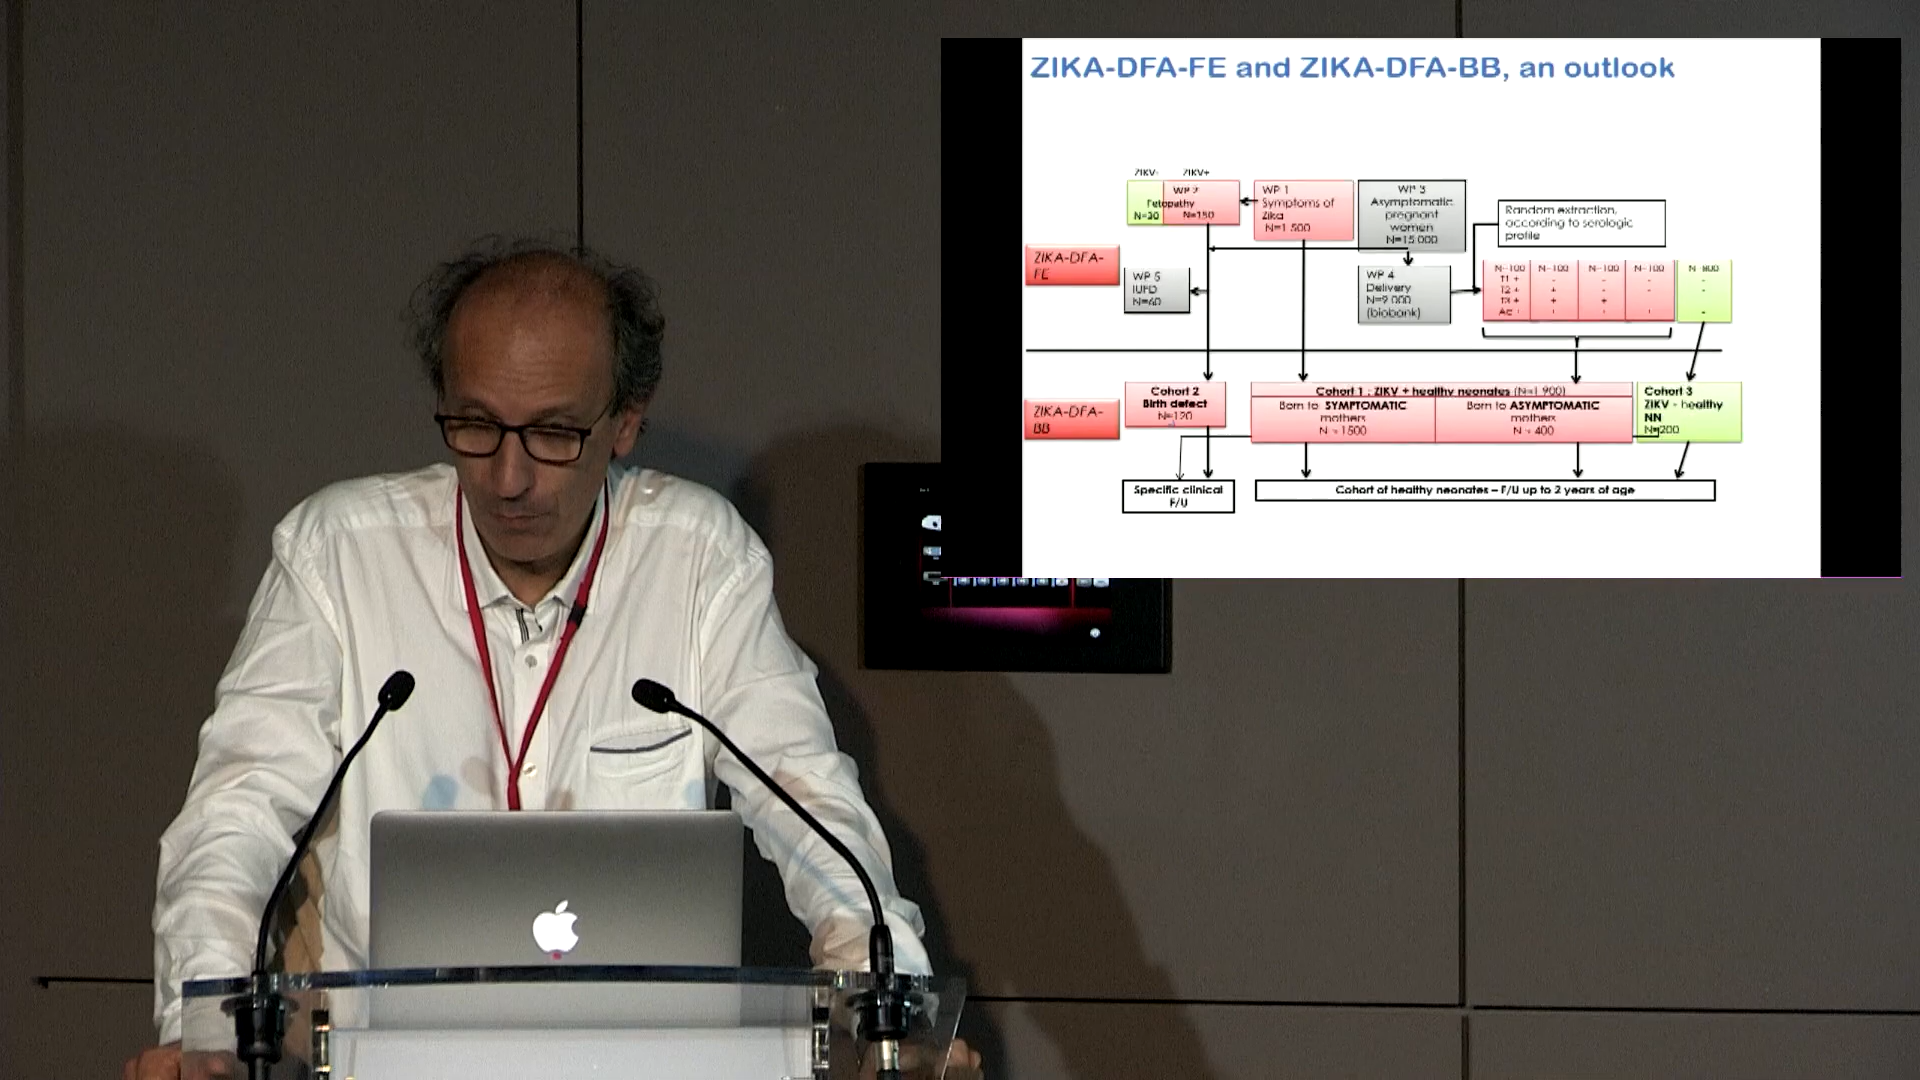 ZIKA-DFA-FE and ZIKA-DFA-BB, an outlook
ZIKV- ZIKV+
WP 2
Fetopathy
N=30 N=150
WP 1
Symptoms of
Zika
N=1 500
WP 3
Asymptomatic
pregnant
women
N=15 000
Random extraction,
according to serologic
profile
ZIKA-DFA-
FE
WP 5
IUFD
N=60
WP 4
Delivery
N=9 000
(biobank)
N=100 N=100 N=100 N=100
T1 + - - -
T2 + + - -
T3 + + + -
ZIKA-DFA-
BB
Cohort 2
Birth defect
N=120
Cohort 1 : ZIKV + healthy neonates (N=1 900)
Born to SYMPTOMATIC
mothers
N ~ 1500
Born to ASYMPTOMATIC
mothers
N ~ 400
Cohort 3
ZIKV - healthy
NN
N=200
Specific clinical
F/U
Cohort of healthy neonates – F/U up to 2 years of age